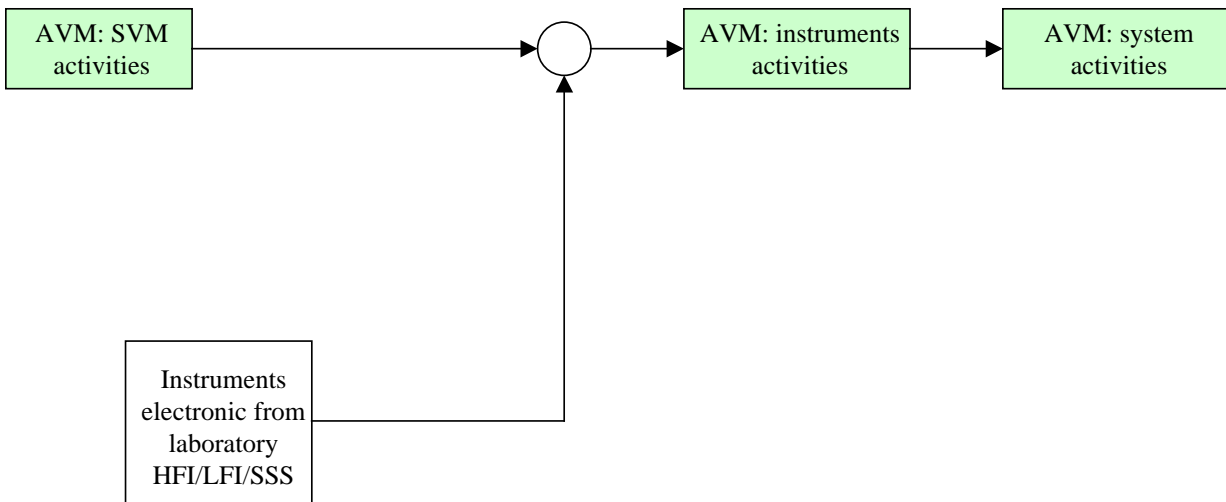 AVM: SVM
activities
AVM: instruments
activities
AVM: system
activities
Instruments
electronic from
laboratory
HFI/LFI/SSS